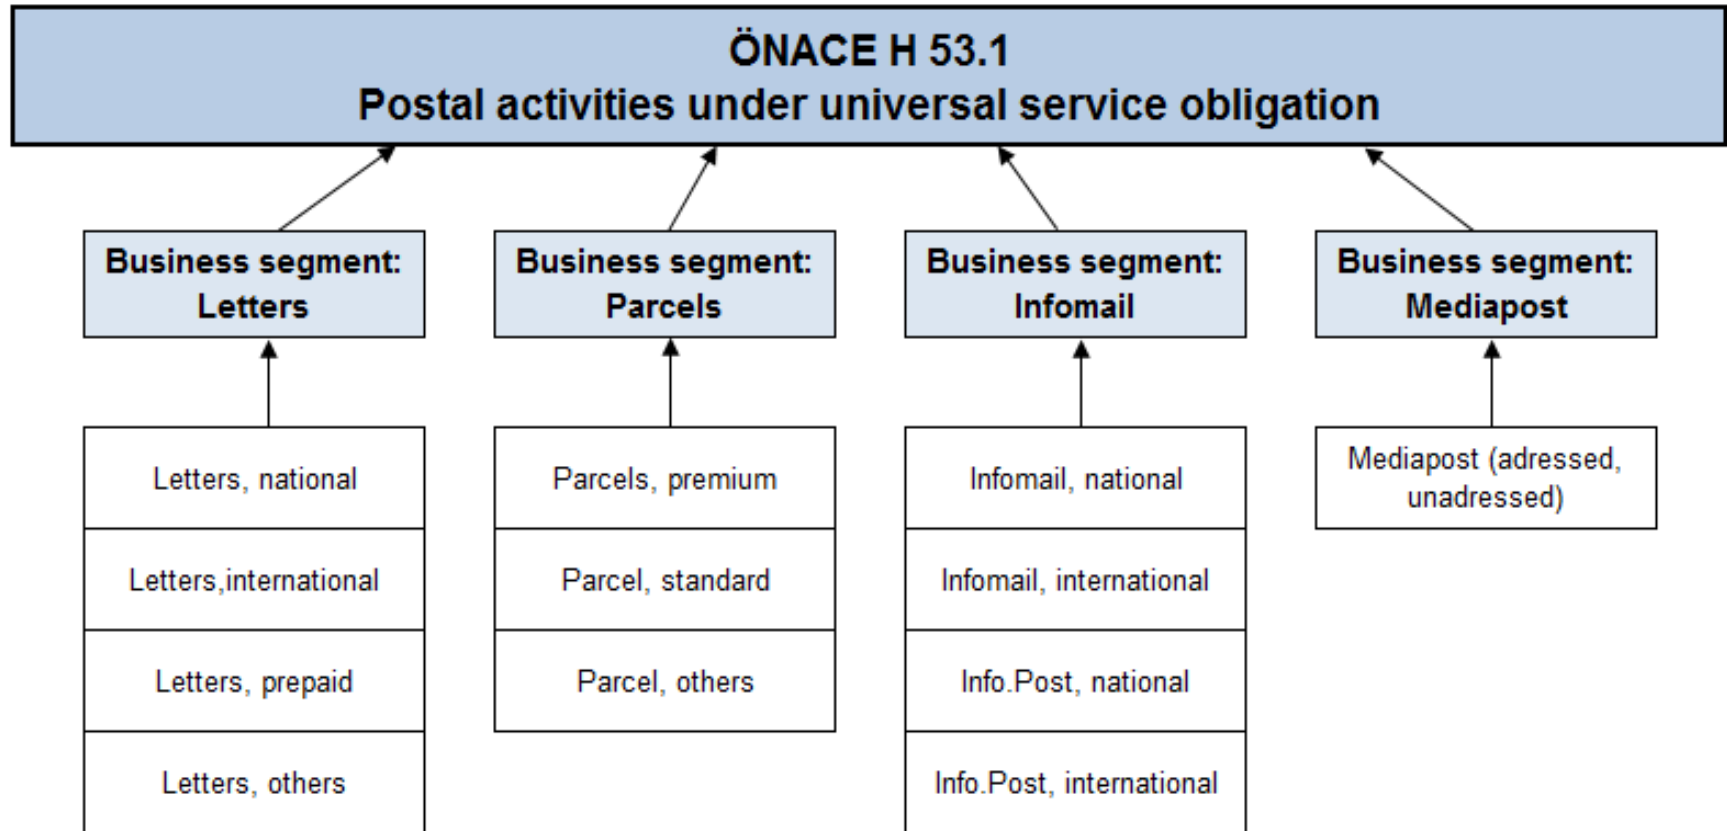 ÖNACE H 53.1
Postal activities under universal service obligation
Business segment:
Letters
Business segment:
Parcels
Business segment:
Infomail
Business segment:
Mediapost
Letters, national
Letters,international
Letters, prepaid
Letters, others
Parcels, premium
Parcel, standard
Parcel, others
Infomail, national
Infomail, international
Info.Post, national
Info.Post, international
Mediapost (adressed,
unadressed)